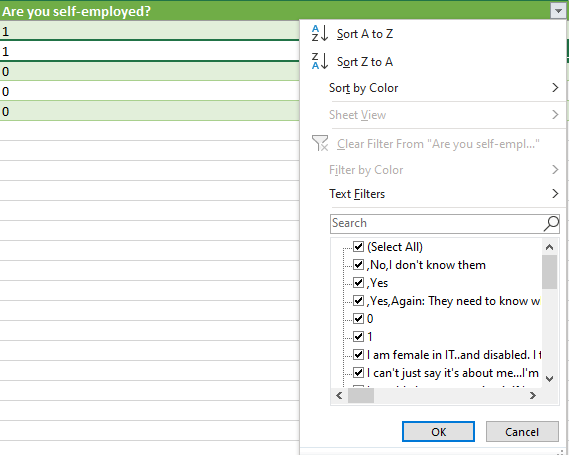 Are you self-employed?
1
1
0
0
0
Sort A to Z
Sort Z to A
Sort by Color
Sheet View
Clear Filter From "Are you self-empl..."
Filter by Color
Text Filters
Search
(Select All)
,No,I don't know them
,Yes
,Yes,Again: They need to know w
0
1
I am female in IT..and disabled. I t
I can't just say it's about me...I'm
OK
Cancel